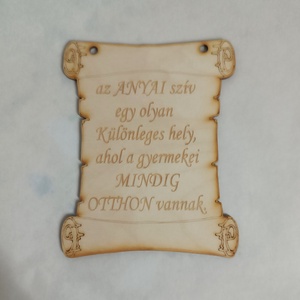 az ANYAI szív
egy olyan
Különleges hely,
ahol a gyermekei
MINDIG
OTTHON vannak.